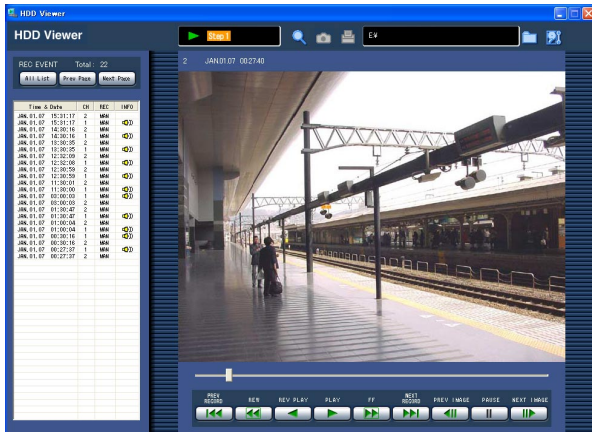 HDD Viewer
HDD Viewer
Step1
E¥
REC EVENT Total : 22
All List Prev Page Next Page
2 JAN.01.07 00:27:40
Time & Date CH REC INFO
JAN.01.07 15:31:17 2 MAN
JAN.01.07 15:31:17 1 MAN
JAN.01.07 14:30:16 2 MAN
JAN.01.07 14:30:16 1 MAN
JAN.01.07 13:30:35 2 MAN
JAN.01.07 13:30:35 1 MAN
JAN.01.07 12:32:09 2 MAN
JAN.01.07 12:32:08 1 MAN
JAN.01.07 12:30:59 2 MAN
JAN.01.07 12:30:59 1 MAN
JAN.01.07 11:30:01 2 MAN
JAN.01.07 11:30:00 1 MAN
JAN.01.07 03:00:03 1 MAN
JAN.01.07 03:00:03 2 MAN
JAN.01.07 01:30:47 2 MAN
JAN.01.07 01:30:47 1 MAN
JAN.01.07 01:00:04 2 MAN
JAN.01.07 01:00:04 1 MAN
JAN.01.07 00:30:16 1 MAN
JAN.01.07 00:30:16 2 MAN
JAN.01.07 00:27:37 1 MAN
JAN.01.07 00:27:37 2 MAN
PREV RECORD REW REV PLAY PLAY FF NEXT RECORD PREV IMAGE PAUSE NEXT IMAGE